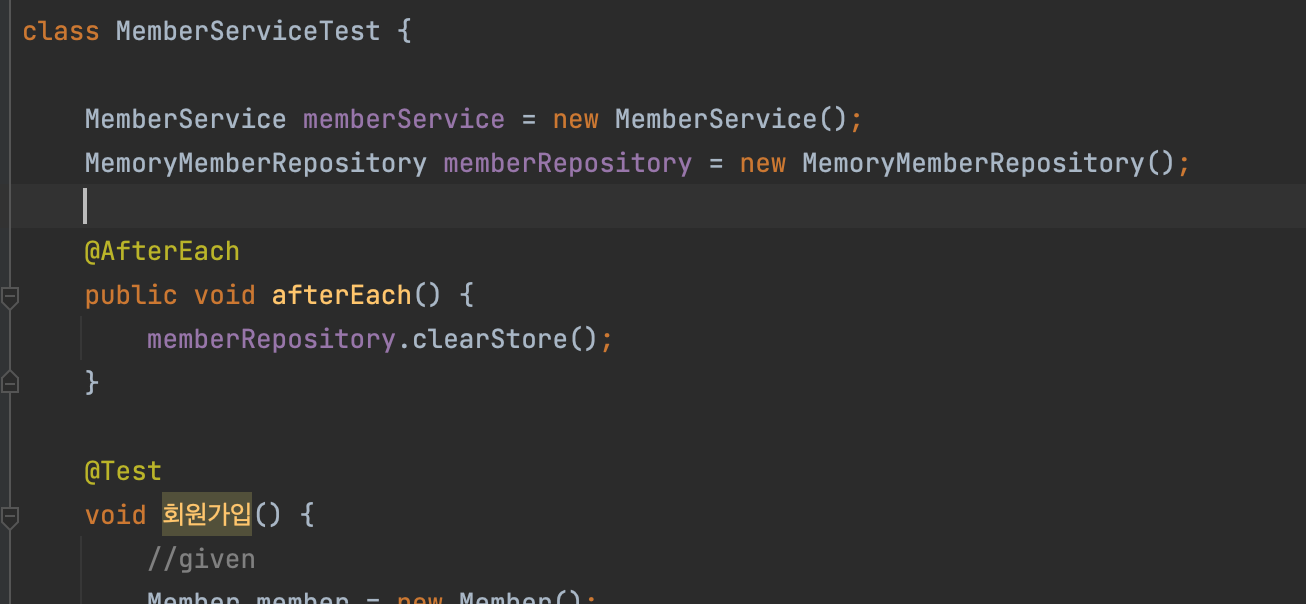 class MemberServiceTest {
MemberService memberService = new MemberService();
MemoryMemberRepository memberRepository = new MemoryMemberRepository();
@AfterEach
public void afterEach() {
memberRepository.clearStore();
}
@Test
void 회원가입() {
//given
Member member = new Member();